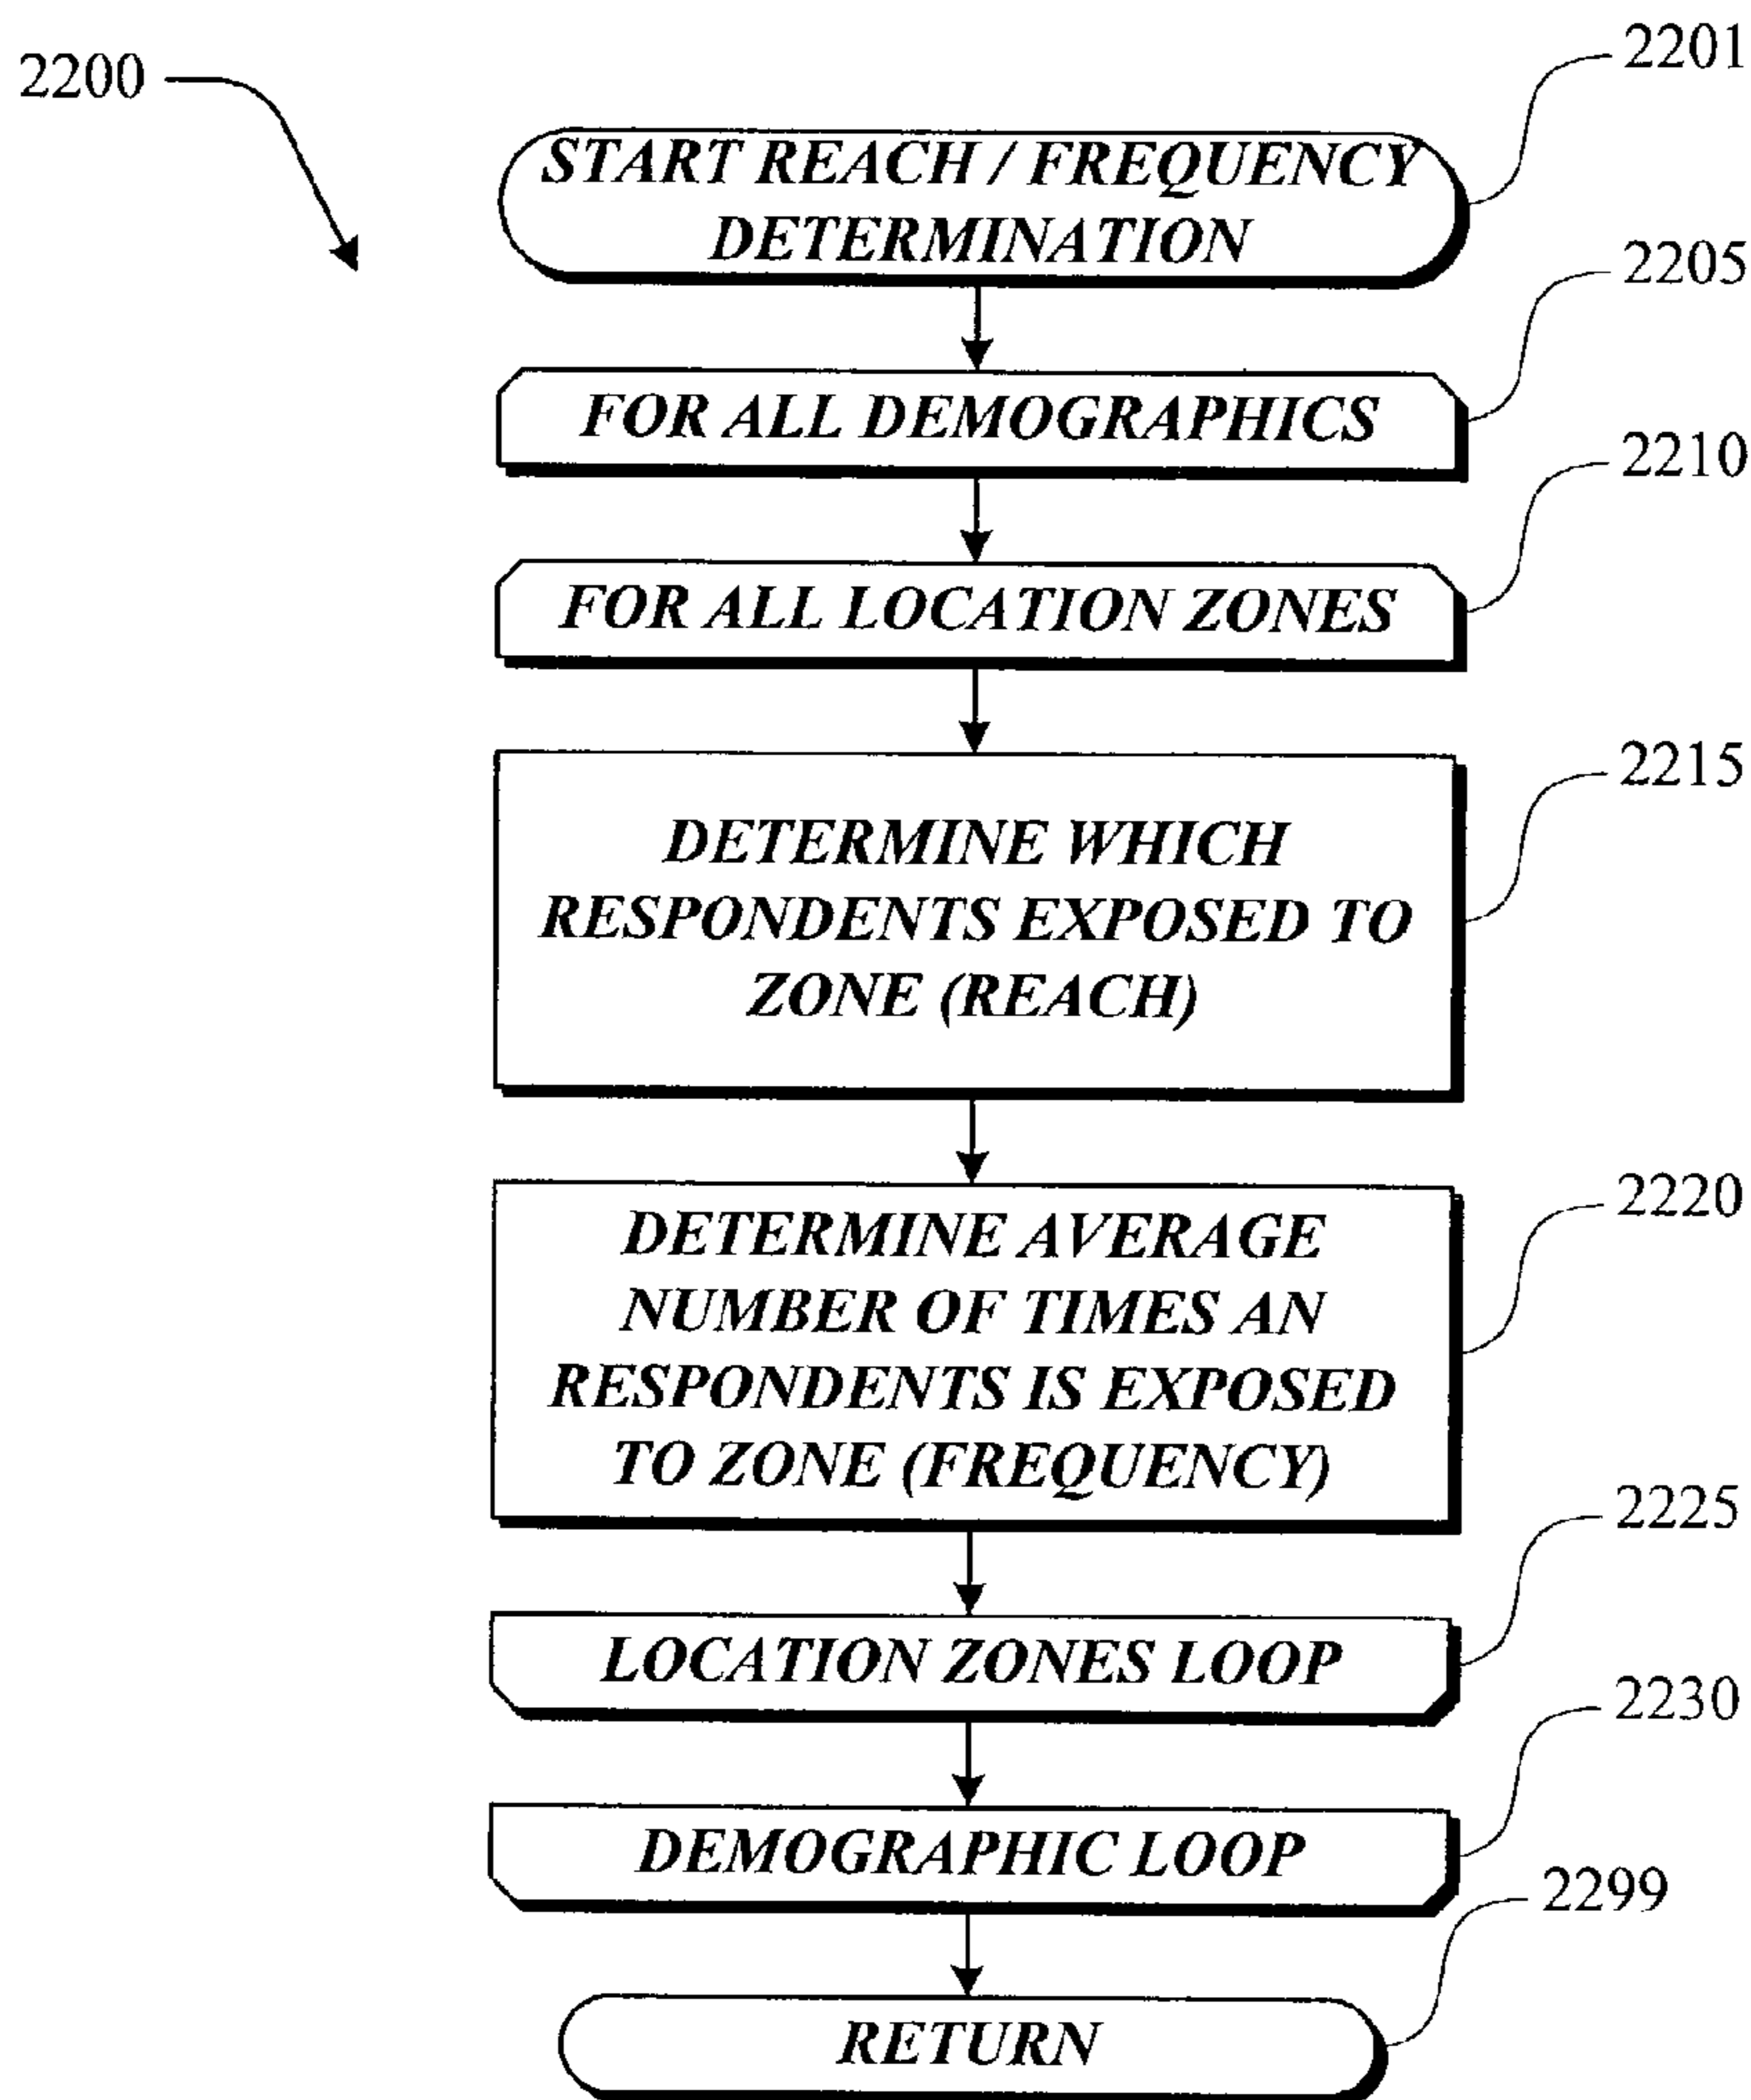 2200
2201
START REACH / FREQUENCY
DETERMINATION
2205
FOR ALL DEMOGRAPHICS
2210
FOR ALL LOCATION ZONES
2215
DETERMINE WHICH
RESPONDENTS EXPOSED TO
ZONE (REACH)
2220
DETERMINE AVERAGE
NUMBER OF TIMES AN
RESPONDENTS IS EXPOSED
TO ZONE (FREQUENCY)
2225
LOCATION ZONES LOOP
2230
DEMOGRAPHIC LOOP
2299
RETURN